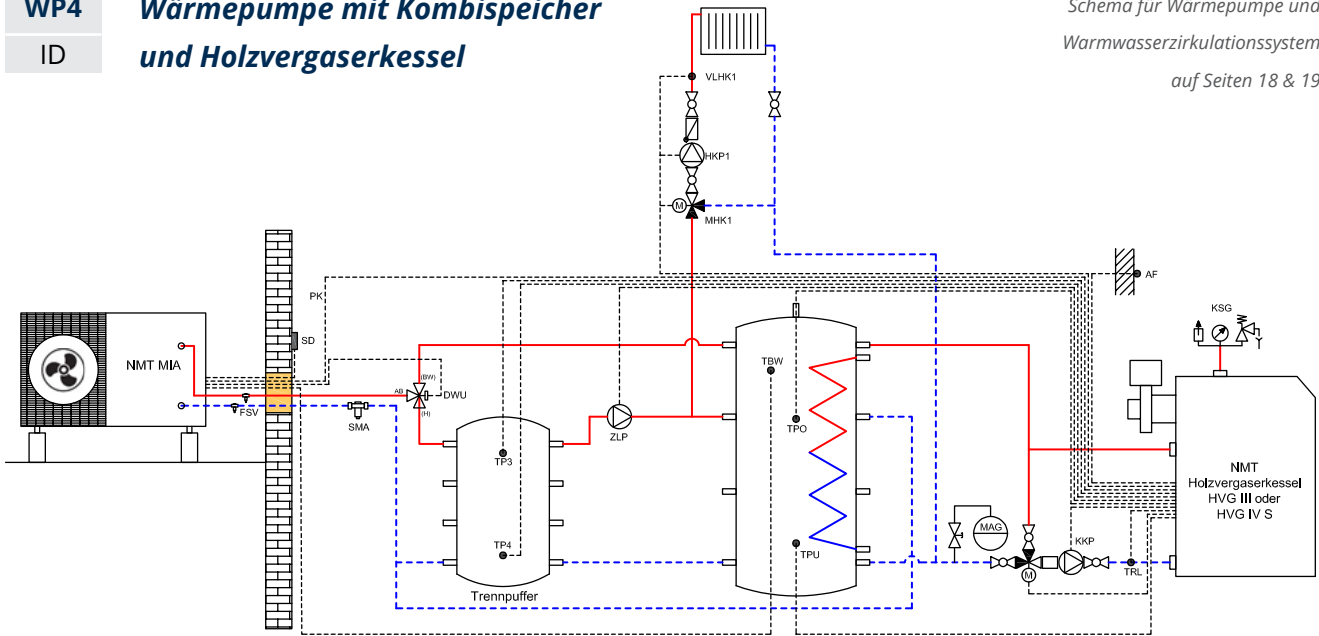 WP4
ID
Wärmepumpe mit Kombispeicher
und Holzvergaserkessel
Schema für Wärmepumpe und
Warmwasserzirkulationssystem
auf Seiten 18 & 19
VLHK1
HKP1
M
MHK1
AF
PK
KSG
SD
NMT MIA
TBW
(BW)
AB
DWU
(H)
FSV
SMA
ZLP
TPO
TP3
NMT
Holzvergaserkessel
HVG III oder
HVG IV S
MAG
KKP
TP4
TPU
M
TRL
Trennpuffer